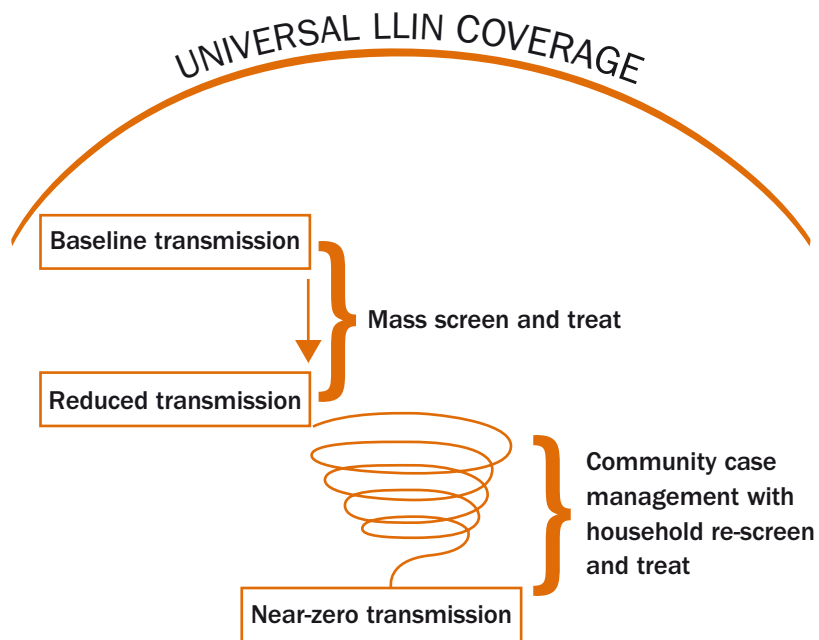 UNIVERSAL LLIN COVERAGE
Baseline transmission
Mass screen and treat
Reduced transmission
Community case
management with
household re-screen
and treat
Near-zero transmission